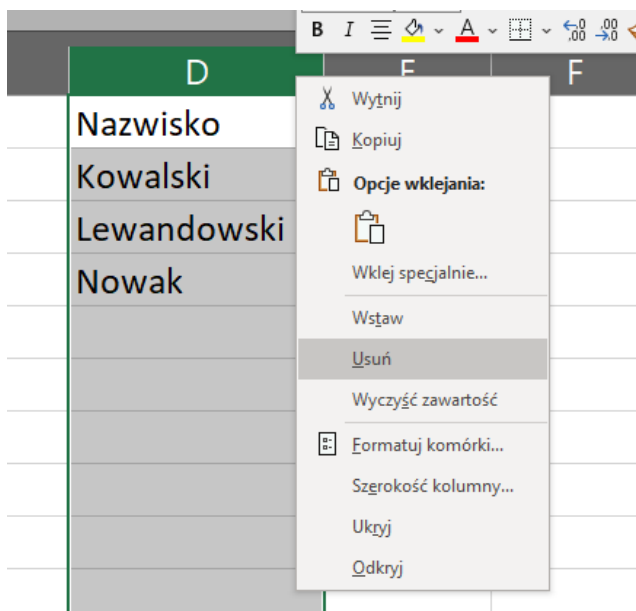 B I A ,00 ,00
D E F
Nazwisko
Kowalski
Lewandowski
Nowak
Wytnij
Kopiuj
Opcje wklejania:
Wklej specjalnie...
Wstaw
Usuń
Wyczyść zawartość
Formatuj komórki...
Szerokość kolumny...
Ukryj
Odkryj